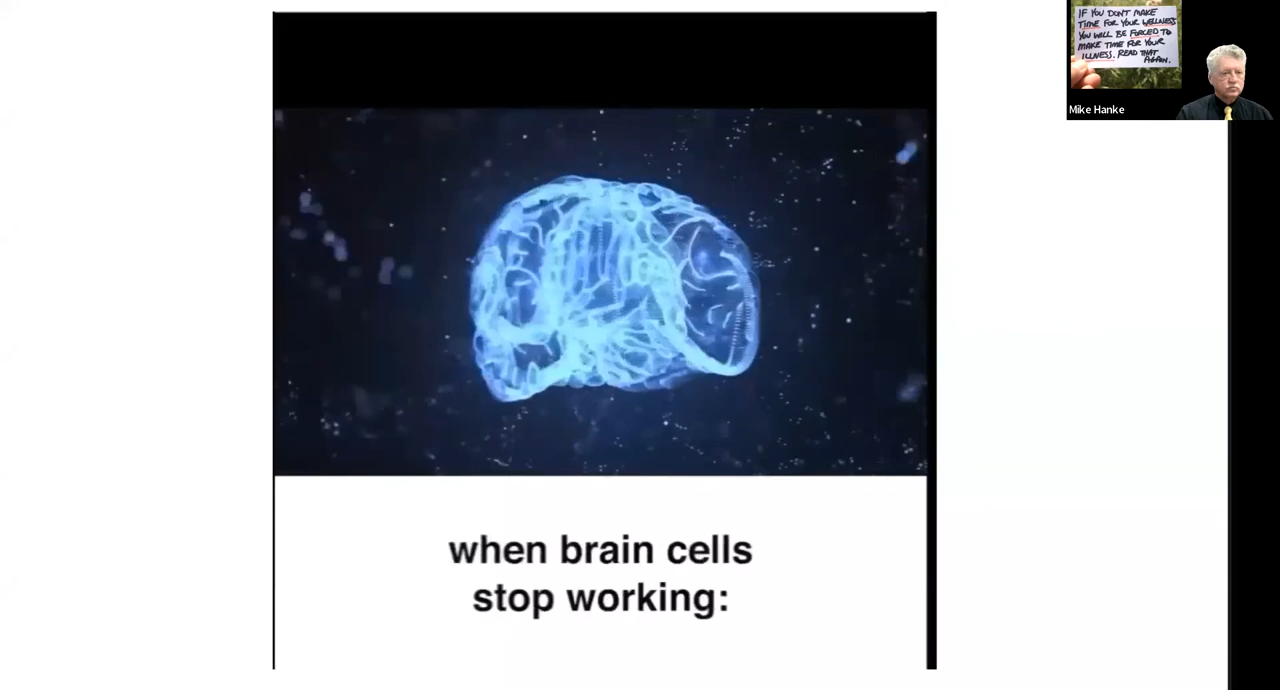 IF YOU DON'T MAKE
TIME FOR YOUR WELLNESS
YOU WILL BE FORCED TO
MAKE TIME FOR YOUR
ILLNESS. READ THAT
AGAIN.
Mike Hanke
when brain cells
stop working: